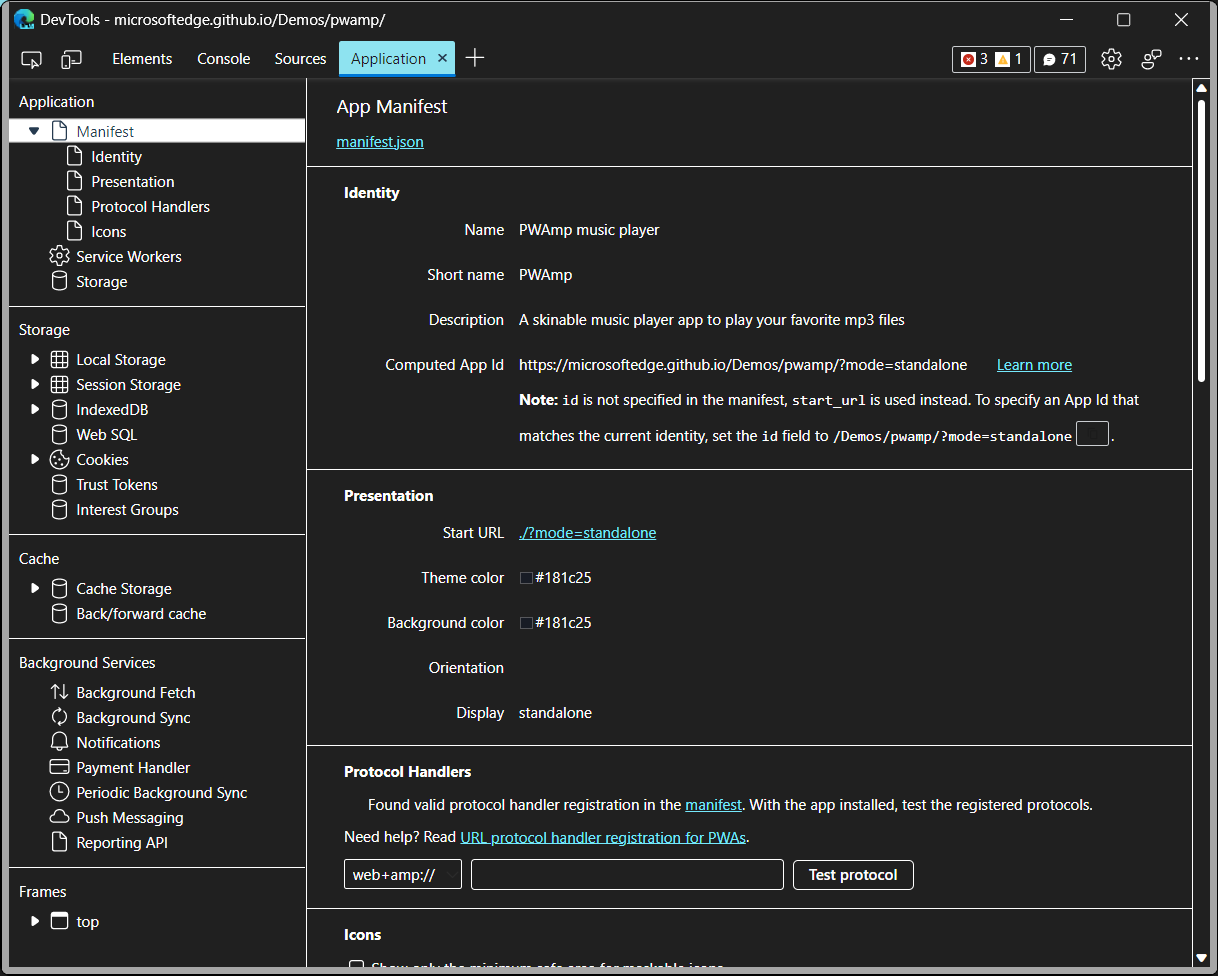 DevTools - microsoftedge.github.io/Demos/pwamp/
Elements Console Sources Application 3 1 71
Application
Manifest
Identity
Presentation
Protocol Handlers
Icons
Service Workers
Storage
Storage
Local Storage
Session Storage
IndexedDB
Web SQL
Cookies
Trust Tokens
Interest Groups
Cache
Cache Storage
Back/forward cache
Background Services
Background Fetch
Background Sync
Notifications
Payment Handler
Periodic Background Sync
Push Messaging
Reporting API
Frames
top
App Manifest
manifest.json
Identity
Name PWAmp music player
Short name PWAmp
Description A skinable music player app to play your favorite mp3 files
Computed App Id https://microsoftedge.github.io/Demos/pwamp/?mode=standalone Learn more
Note: id is not specified in the manifest, start_url is used instead. To specify an App Id that
matches the current identity, set the id field to /Demos/pwamp/?mode=standalone .
Presentation
Start URL ./?mode=standalone
Theme color #181c25
Background color #181c25
Orientation
Display standalone
Protocol Handlers
Found valid protocol handler registration in the manifest. With the app installed, test the registered protocols.
Need help? Read URL protocol handler registration for PWAs.
web+amp:// Test protocol
Icons
Show only the minimum safe area for maskable icons